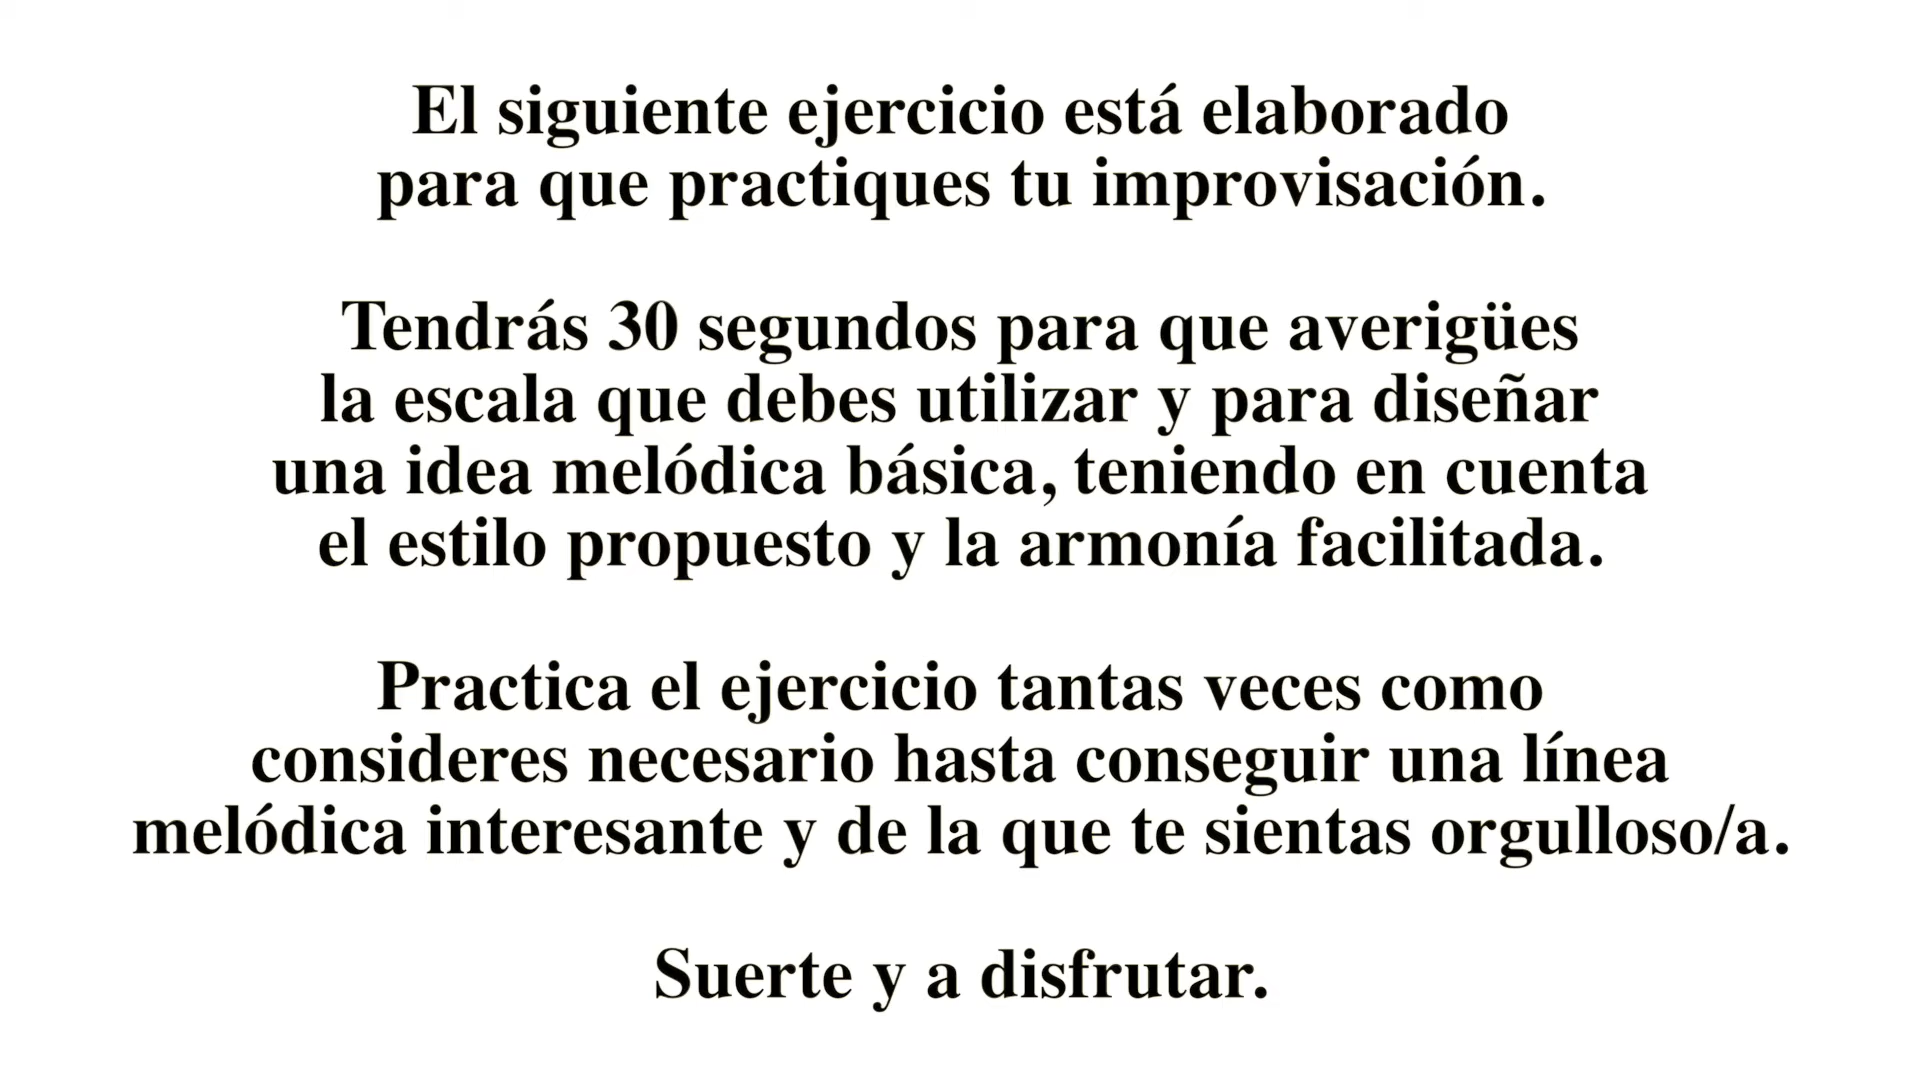 El siguiente ejercicio está elaborado
para que practiques tu improvisación.
Tendrás 30 segundos para que averigües
la escala que debes utilizar y para diseñar
una idea melódica básica, teniendo en cuenta
el estilo propuesto y la armonía facilitada.
Practica el ejercicio tantas veces como
consideres necesario hasta conseguir una línea
melódica interesante y de la que te sientas orgulloso/a.
Suerte y a disfrutar.